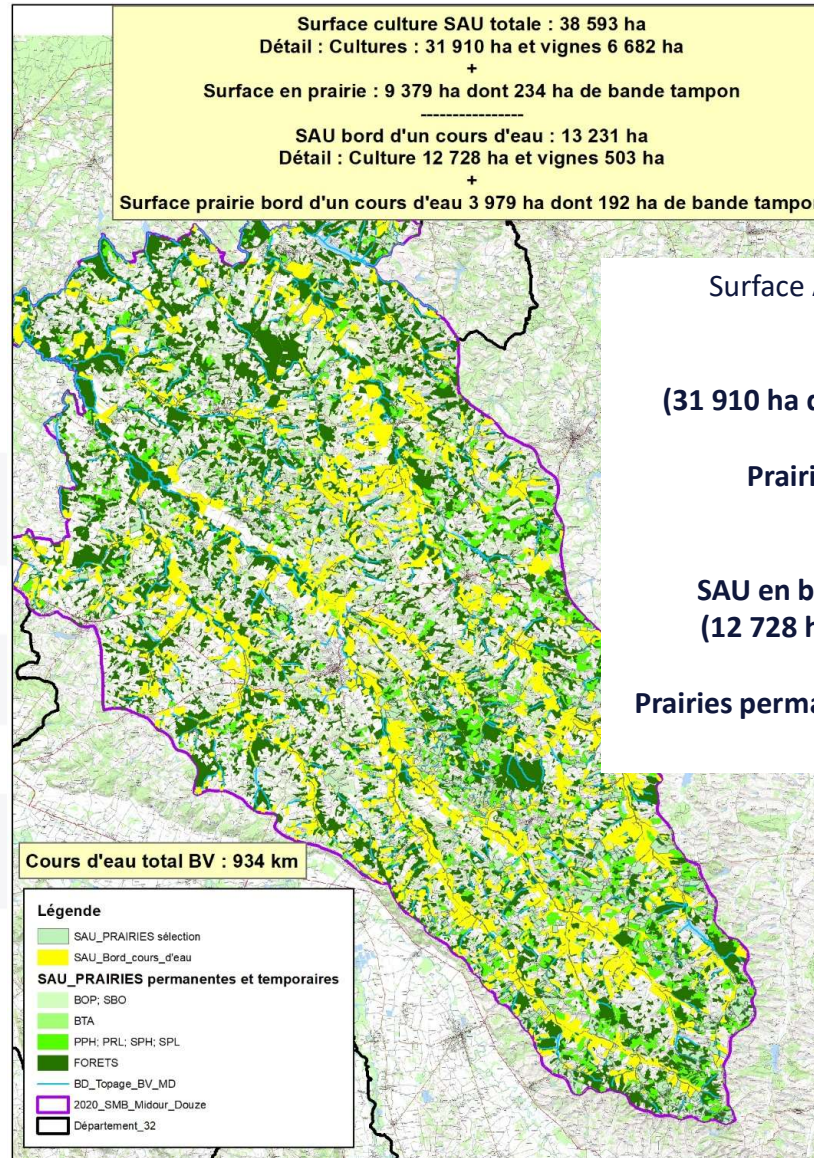 Surface culture SAU totale : 38 593 ha
Détail : Cultures : 31 910 ha et vignes 6 682 ha
+
Surface en prairie : 9 379 ha dont 234 ha de bande tampon
----------------
SAU bord d'un cours d'eau : 13 231 ha
Détail : Culture 12 728 ha et vignes 503 ha
+
Surface prairie bord d'un cours d'eau 3 979 ha dont 192 ha de bande tampon
Surface
(31 910 ha
Prairi
SAU en b
(12 728 h
Prairies perma
Cours d'eau total BV : 934 km
Légende
SAU_PRAIRIES sélection
SAU_Bord_cours_d'eau
SAU_PRAIRIES permanentes et temporaires
BOP; SBO
BTA
PPH; PRL; SPH; SPL
FORETS
BD_Topage_BV_MD
2020_SMB_Midour_Douze
Département_32